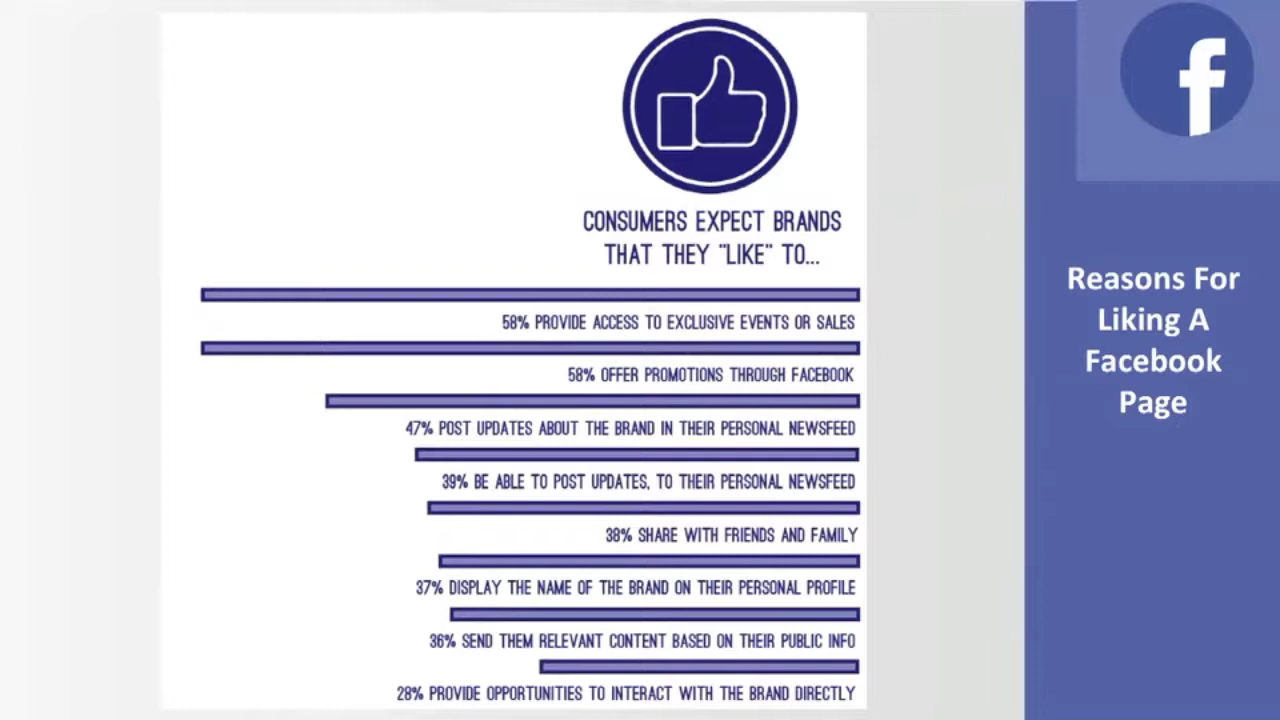 CONSUMERS EXPECT BRANDS
THAT THEY "LIKE" TO...
58% PROVIDE ACCESS TO EXCLUSIVE EVENTS OR SALES
58% OFFER PROMOTIONS THROUGH FACEBOOK
47% POST UPDATES ABOUT THE BRAND IN THEIR PERSONAL NEWSFEED
39% BE ABLE TO POST UPDATES, TO THEIR PERSONAL NEWSFEED
38% SHARE WITH FRIENDS AND FAMILY
37% DISPLAY THE NAME OF THE BRAND ON THEIR PERSONAL PROFILE
36% SEND THEM RELEVANT CONTENT BASED ON THEIR PUBLIC INFO
28% PROVIDE OPPORTUNITIES TO INTERACT WITH THE BRAND DIRECTLY
f
Reasons For
Liking A
Facebook
Page